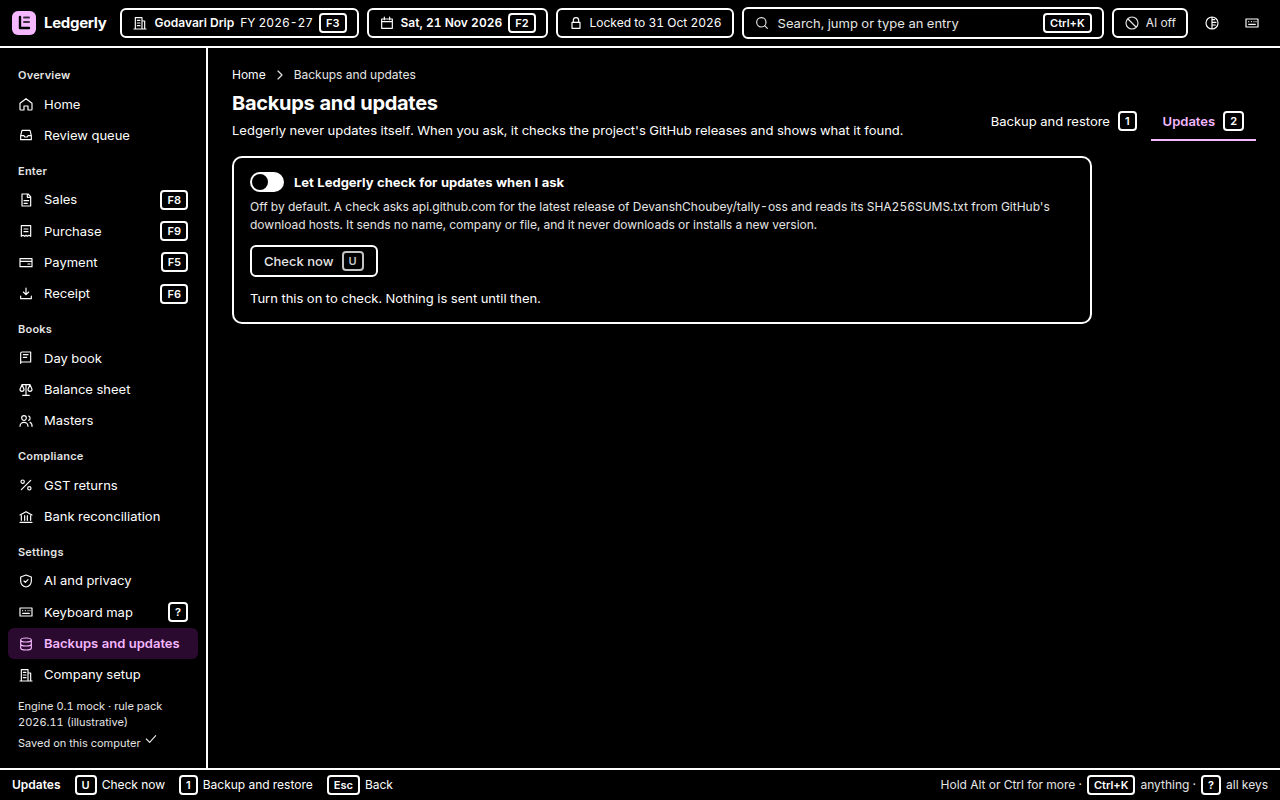 Ledgerly
Godavari Drip FY 2026-27 F3
Sat, 21 Nov 2026 F2
Locked to 31 Oct 2026
Search, jump or type an entry Ctrl+K
AI off
Overview
Home
Review queue
Enter
Sales F8
Purchase F9
Payment F5
Receipt F6
Books
Day book
Balance sheet
Masters
Compliance
GST returns
Bank reconciliation
Settings
AI and privacy
Keyboard map ?
Backups and updates
Company setup
Engine 0.1 mock · rule pack
2026.11 (illustrative)
Saved on this computer
Home > Backups and updates
Backups and updates
Ledgerly never updates itself. When you ask, it checks the project's GitHub releases and shows what it found.
Backup and restore 1
Updates 2
Let Ledgerly check for updates when I ask
Off by default. A check asks api.github.com for the latest release of DevanshChoubey/tally-oss and reads its SHA256SUMS.txt from GitHub's
download hosts. It sends no name, company or file, and it never downloads or installs a new version.
Check now U
Turn this on to check. Nothing is sent until then.
Updates U Check now 1 Backup and restore Esc Back
Hold Alt or Ctrl for more · Ctrl+K anything · ? all keys